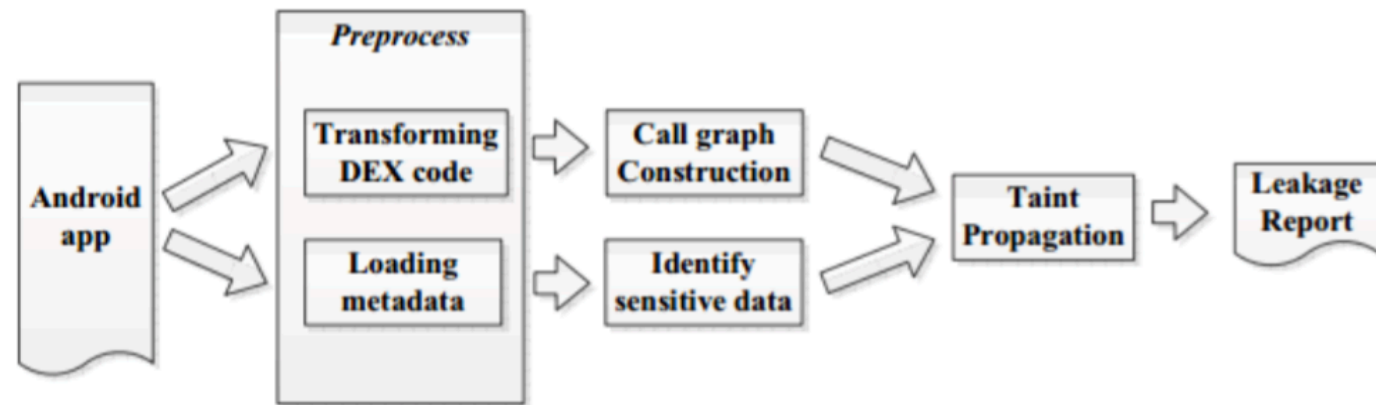 Preprocess
Android
app
Transforming
DEX code
Loading
metadata
Call graph
Construction
Identify
sensitive data
Taint
Propagation
Leakage
Report